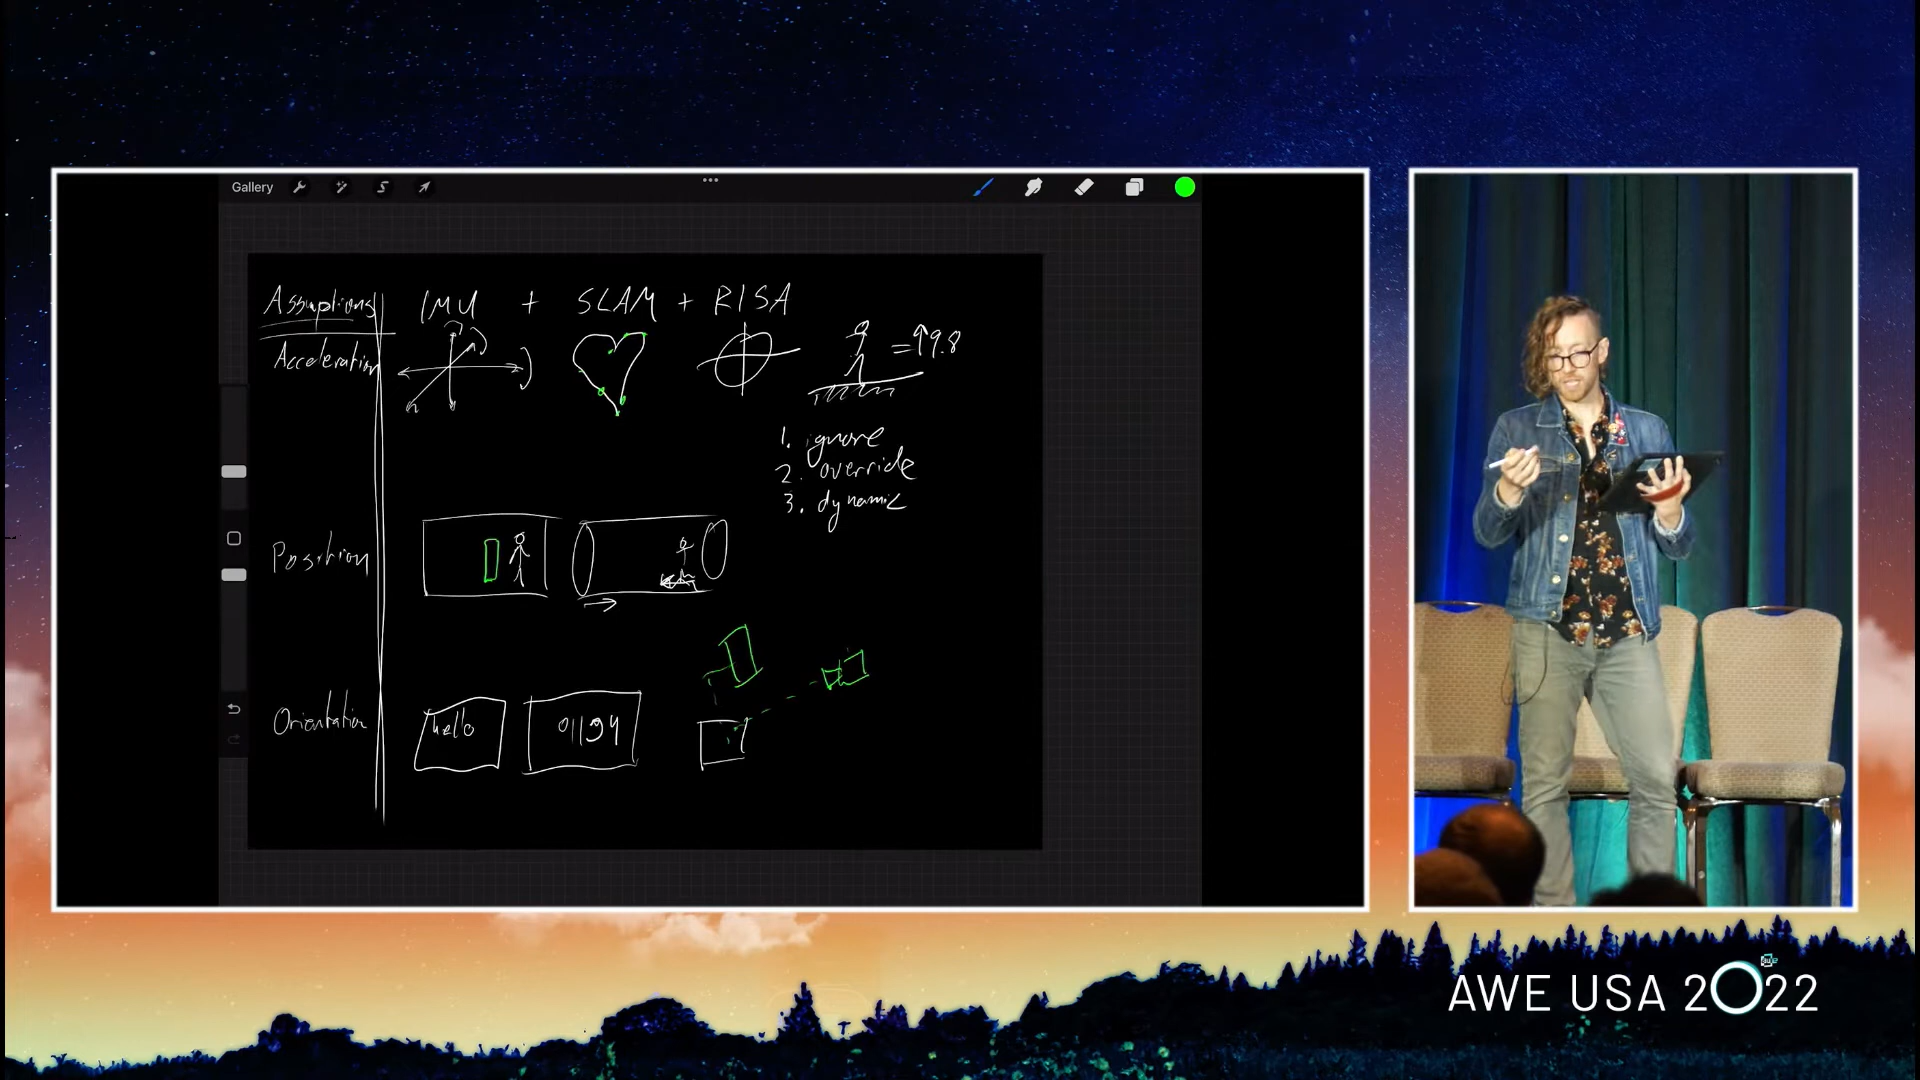 Gallery
Assuptions IMU + SLAM + RISA
Acceleration = 9.8
1. ignore
2. override
3. dynamic
Position
Orientation hello 01194
AWE USA 2022